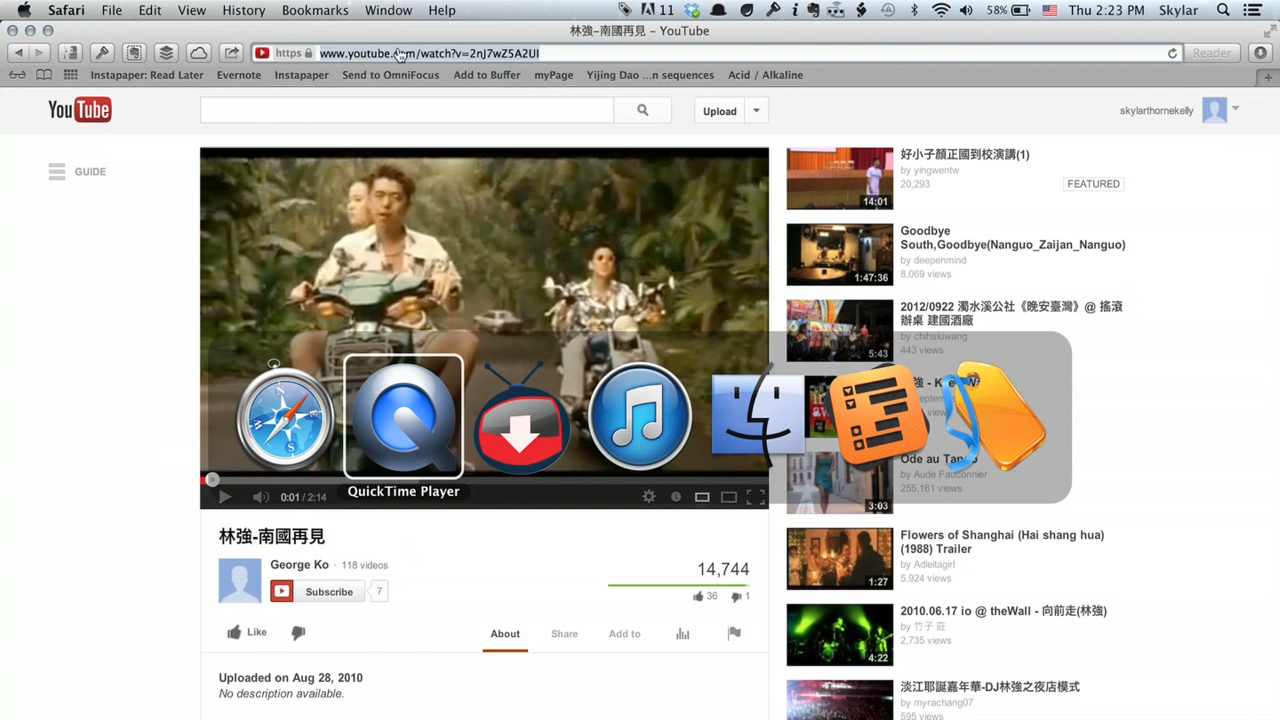 Safari File Edit View History Bookmarks Window Help 11 58% Thu 2:23 PM Skylar
林強-南國再見 – YouTube
https www.youtube.com/watch?v=2nJ7wZ5A2UI Reader
Instapaper: Read Later Evernote Instapaper Send to OmniFocus Add to Buffer myPage Yijing Dao ...n sequences Acid / Alkaline
YouTube Upload skylarthornekelly
GUIDE
好小子顏正國到校演講(1)
by yingwentw
20,293
FEATURED
14:01
Goodbye
South,Goodbye(Nanguo_Zaijan_Nanguo)
by deepenmind
8,069 views
1:47:36
2012/0922 濁水溪公社《晚安臺灣》@ 搖滾
辦桌 建國酒廠
by chihsiuwang
443 views
5:43
Ode au Tango
by Aude Fauconnier
255,161 views
3:03
QuickTime Player
0:01 / 2:14
林強-南國再見
George Ko · 118 videos
Subscribe 7
14,744
36 1
Like
About Share Add to
Uploaded on Aug 28, 2010
No description available.
Flowers of Shanghai (Hai shang hua)
(1988) Trailer
by Adleitagirl
5,924 views
1:27
2010.06.17 io @ theWall - 向前走(林強)
by 竹子 莊
2,735 views
4:22
淡江耶誕嘉年華-DJ林強之夜店模式
by myrachang07
595 views